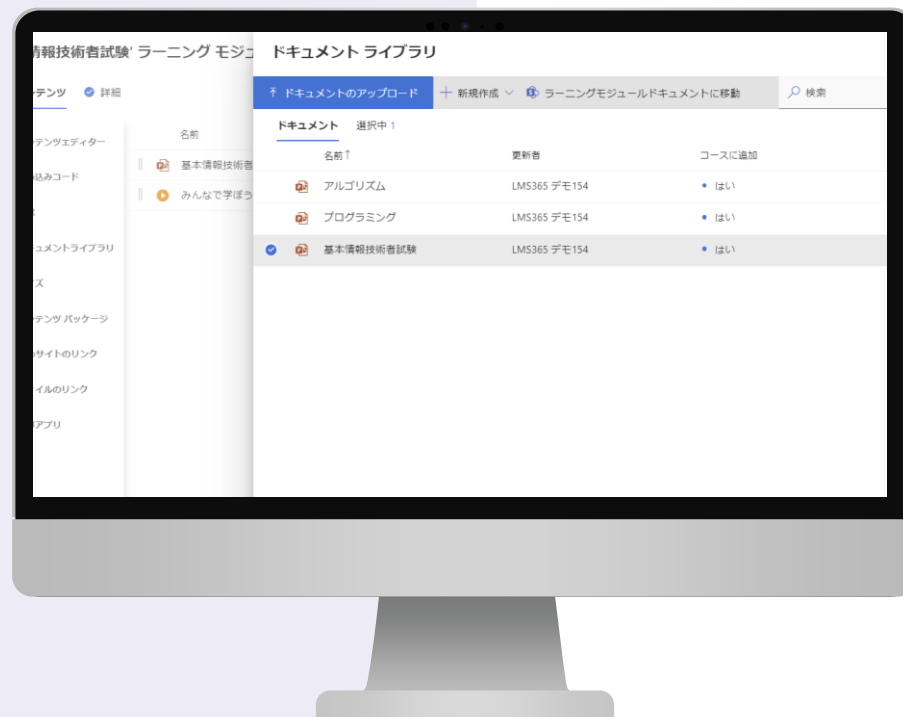 情報技術者試験' ラーニング モジュ
テンツ
詳細
テンツエディター
込みコード
ュメントライブラリ
ズ
テンツ パッケージ
サイトのリンク
イルのリンク
アプリ
名前
基本情報技術者
みんなで学ぼう
ドキュメント ライブラリ
ドキュメントのアップロード
新規作成
ラーニングモジュールドキュメントに移動
検索
ドキュメント 選択中 1
名前↑ 更新者 コースに追加
アルゴリズム LMS365 デモ154 • はい
プログラミング LMS365 デモ154 • はい
基本情報技術者試験 LMS365 デモ154 • はい